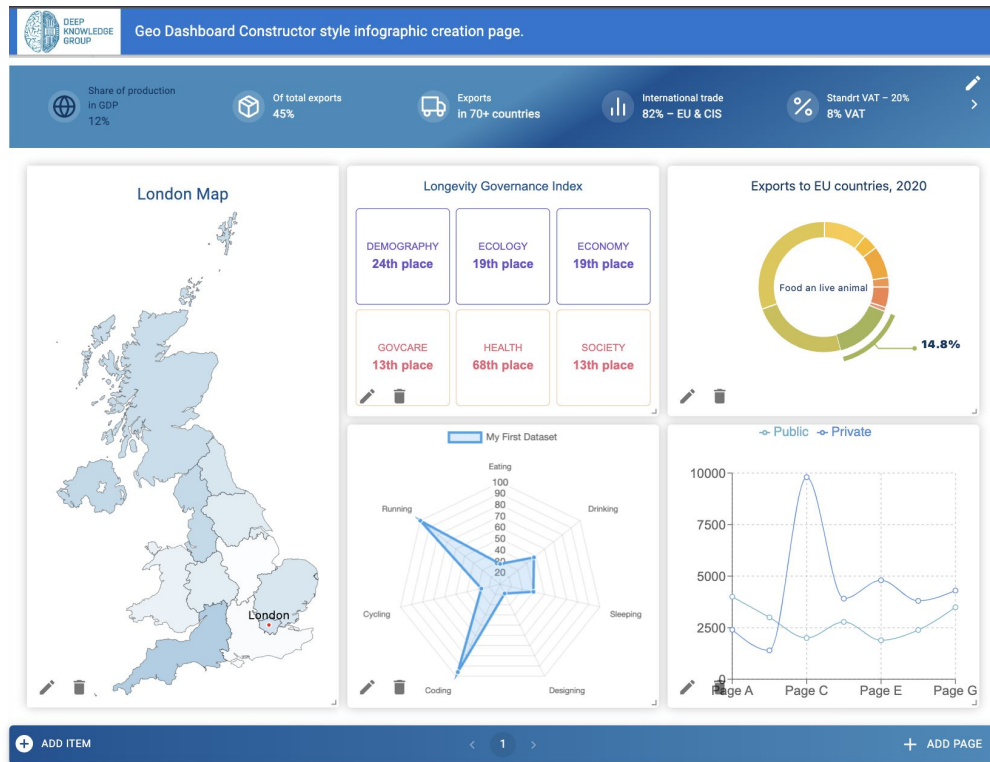 DEEP
KNOWLEDGE
GROUP
Geo Dashboard Constructor style infographic creation page.
Share of production
in GDP
12%
Of total exports
45%
Exports
in 70+ countries
International trade
82% – EU & CIS
Standrt VAT – 20%
8% VAT
London Map
London
Longevity Governance Index
DEMOGRAPHY
24th place
ECOLOGY
19th place
ECONOMY
19th place
GOVCARE
13th place
HEALTH
68th place
SOCIETY
13th place
Exports to EU countries, 2020
Food an live animal
14.8%
My First Dataset
Eating
100
90
80
70
60
50
40
30
20
Drinking
Sleeping
Designing
Coding
Cycling
Running
Public Private
10000
7500
5000
2500
0
Page A Page C Page E Page G
ADD ITEM
< 1 >
ADD PAGE